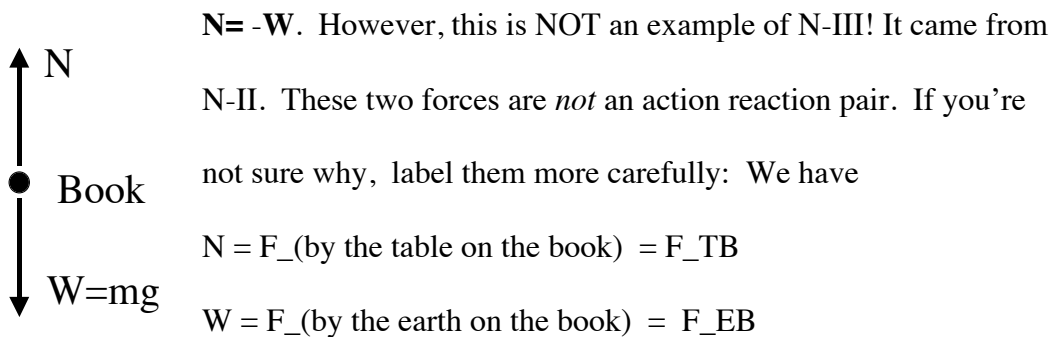 N= -W.  However, this is NOT an example of N-III! It came from
N
N-II.  These two forces are not an action reaction pair.  If you're
not sure why,  label them more carefully:  We have
Book
N = F_(by the table on the book)  = F_TB
W=mg
W = F_(by the earth on the book)  =  F_EB